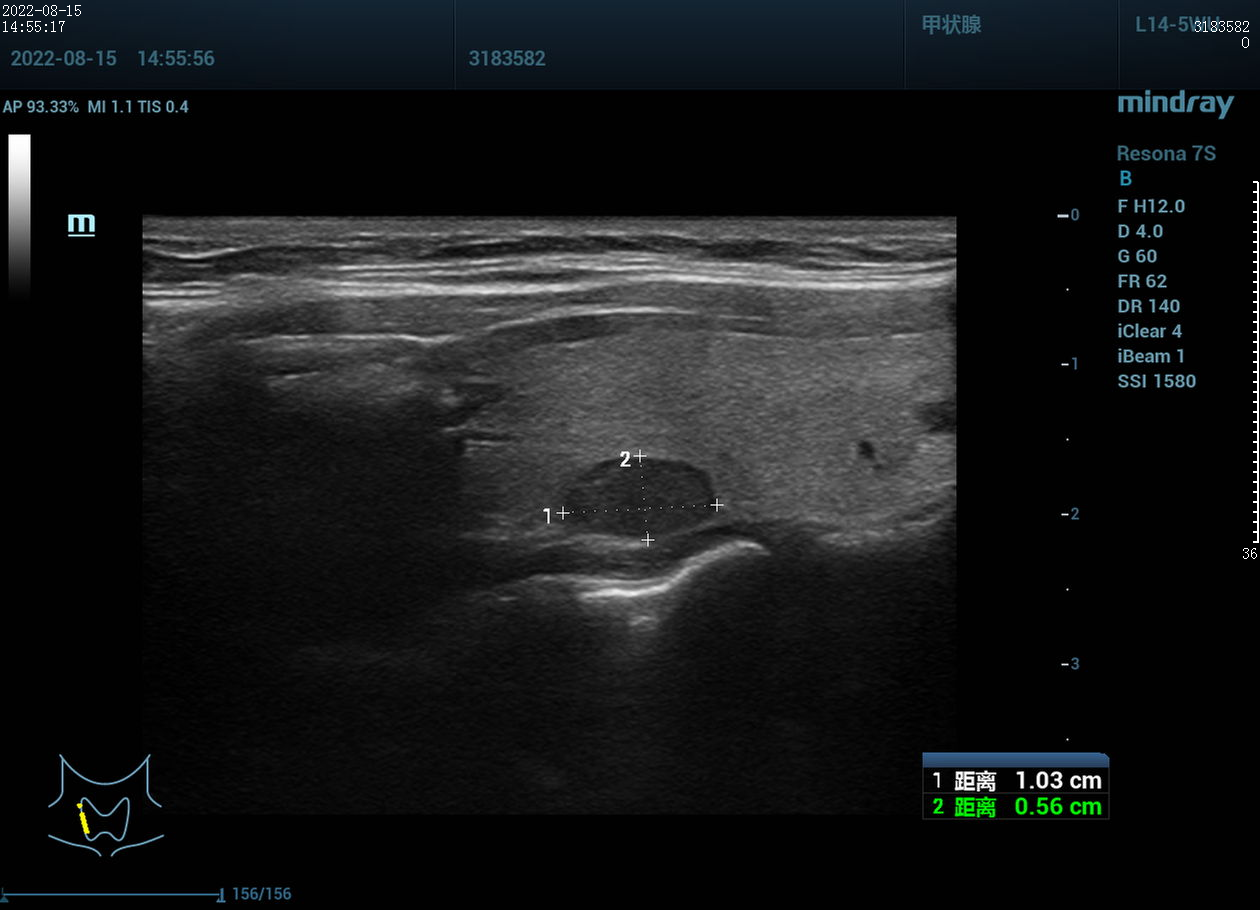 2022-08-15
14:55:17
甲状腺
L14-5WU
3183582
0
2022-08-15 14:55:56
3183582
AP 93.33% MI 1.1 TIS 0.4
mindray
Resona 7S
B
F H12.0
D 4.0
G 60
FR 62
DR 140
iClear 4
iBeam 1
SSI 1580
m
0
1
2
3
36
2
1
1 距离 1.03 cm
2 距离 0.56 cm
156/156